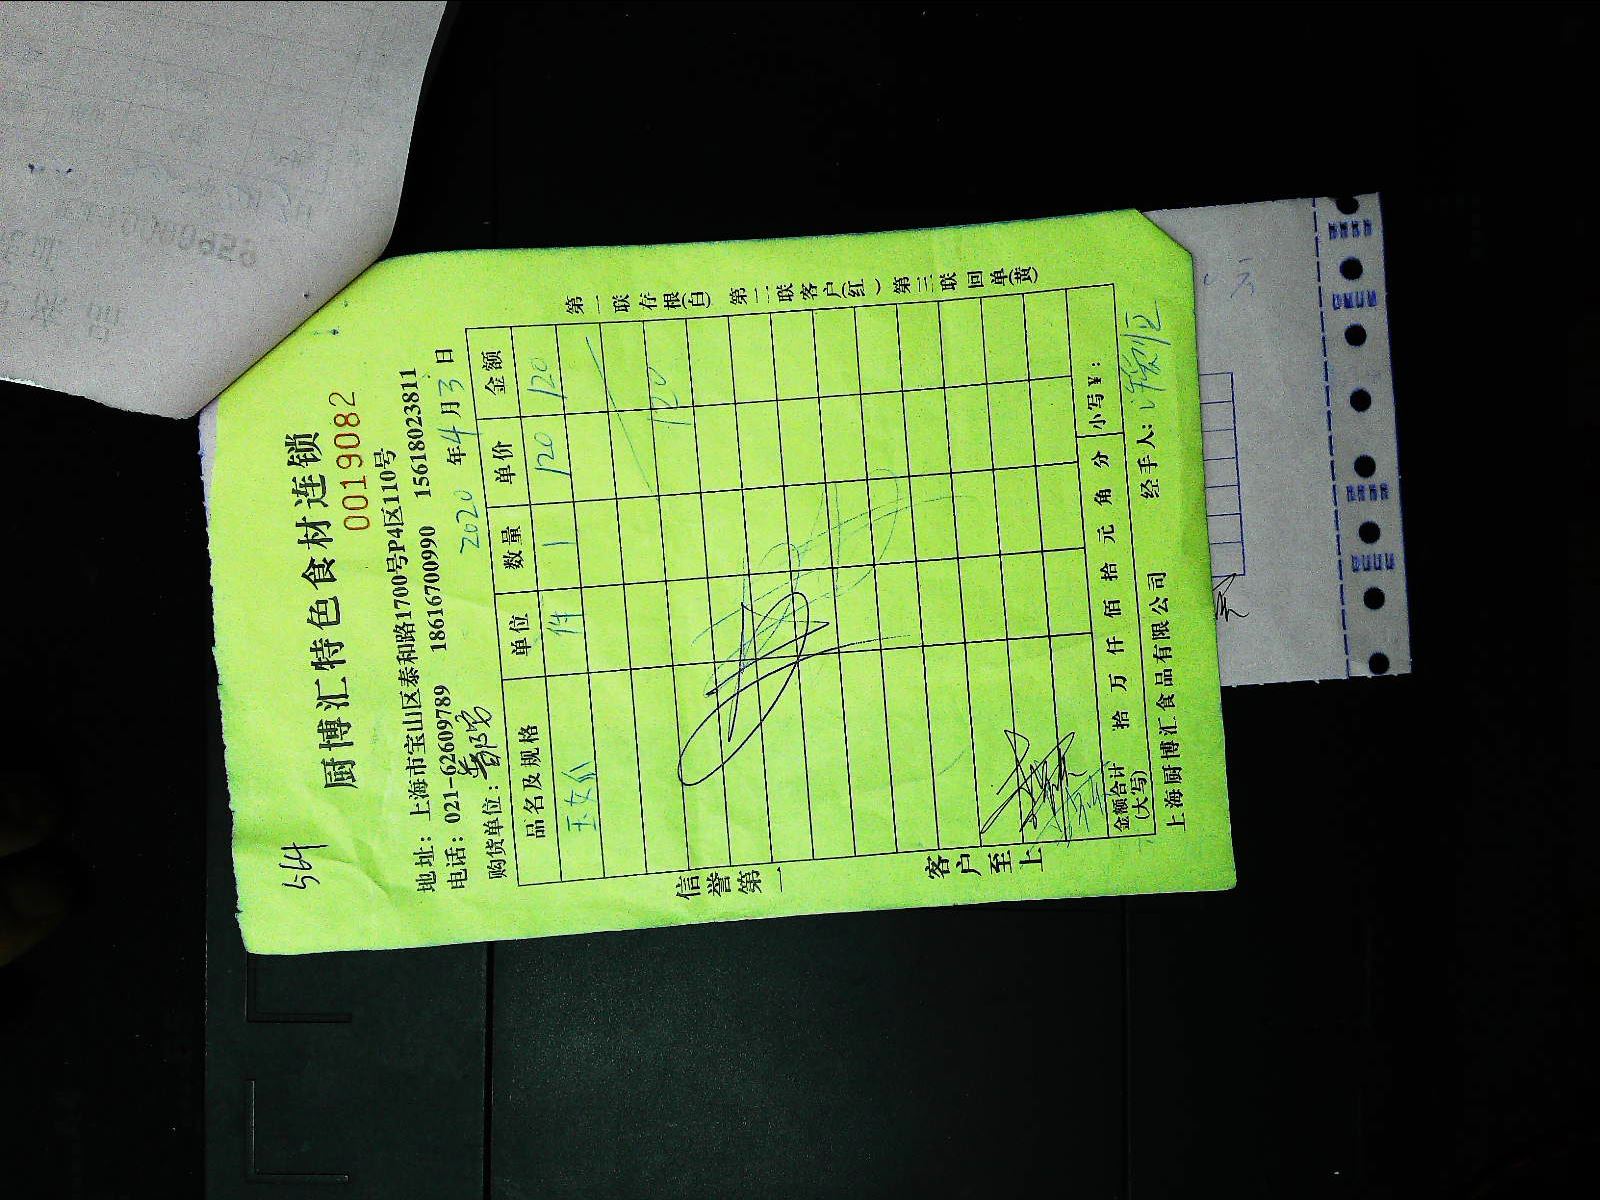 564
厨博汇特色食材连锁
0019082
地址：上海市宝山区泰和路1700号P4区110号
电话：021-62609789 18616700990 15618023811
购货单位： 2020 年 4 月 3 日
品名及规格 单位 数量 单价 金额
件 1 120 120
120
信誉第一
客户至上
金额合计(大写) 拾 万 仟 佰 拾 元 角 分 小写¥：
上海厨博汇食品有限公司 经手人：
第一联存根(白) 第二联客户(红) 第三联回单(黄)